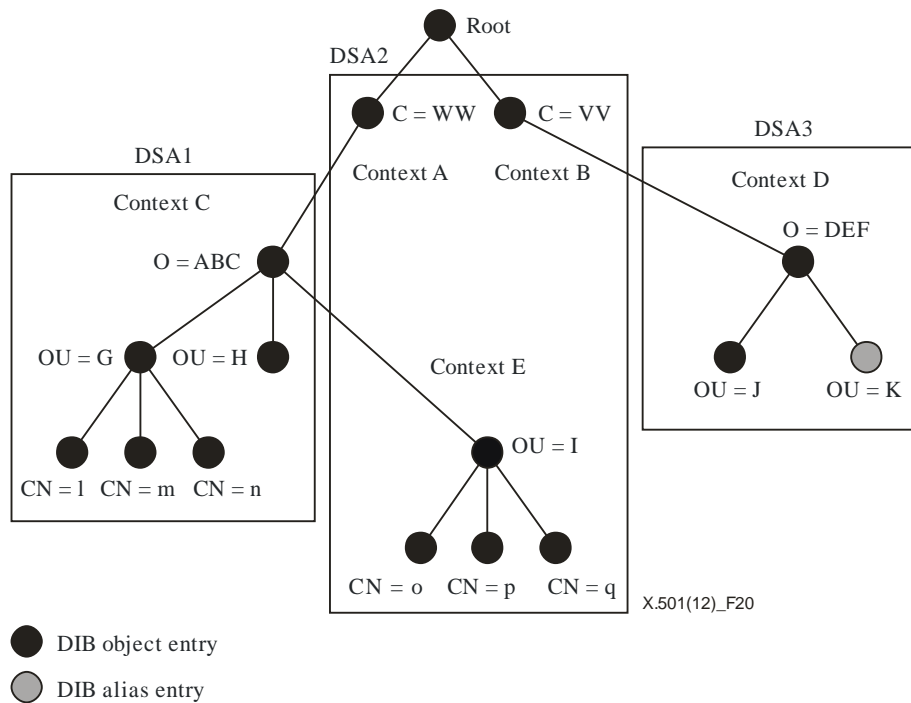 Root
DSA2
C = WW
C = VV
DSA3
DSA1
Context A
Context B
Context D
Context C
O = DEF
O = ABC
OU = G
OU = H
Context E
OU = J
OU = K
OU = I
CN = l
CN = m
CN = n
CN = o
CN = p
CN = q
X.501(12)_F20
DIB object entry
DIB alias entry